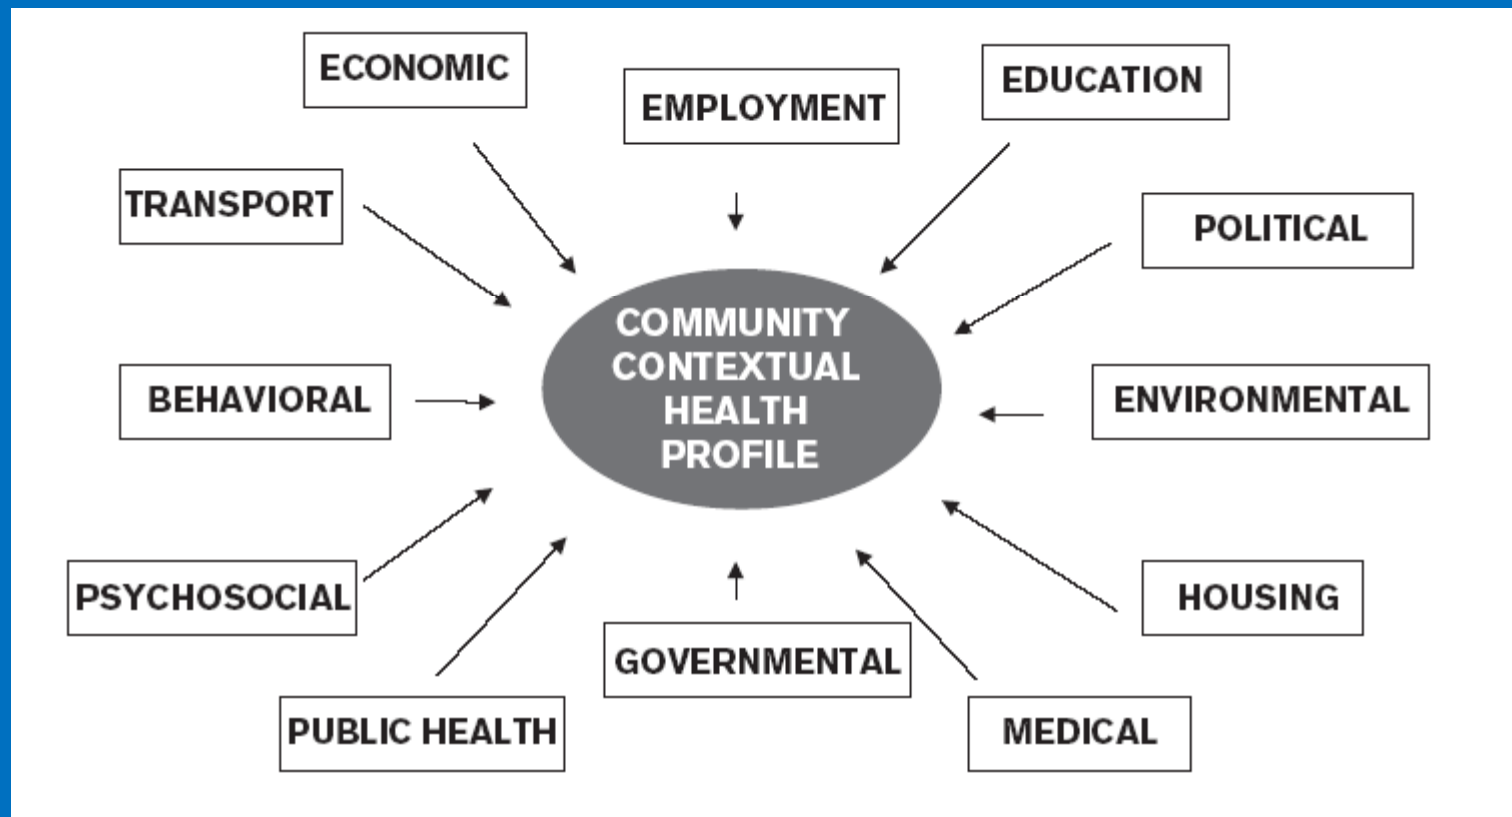 ECONOMIC
EMPLOYMENT
EDUCATION
TRANSPORT
POLITICAL
COMMUNITY
CONTEXTUAL
HEALTH
PROFILE
BEHAVIORAL
ENVIRONMENTAL
PSYCHOSOCIAL
HOUSING
GOVERNMENTAL
PUBLIC HEALTH
MEDICAL